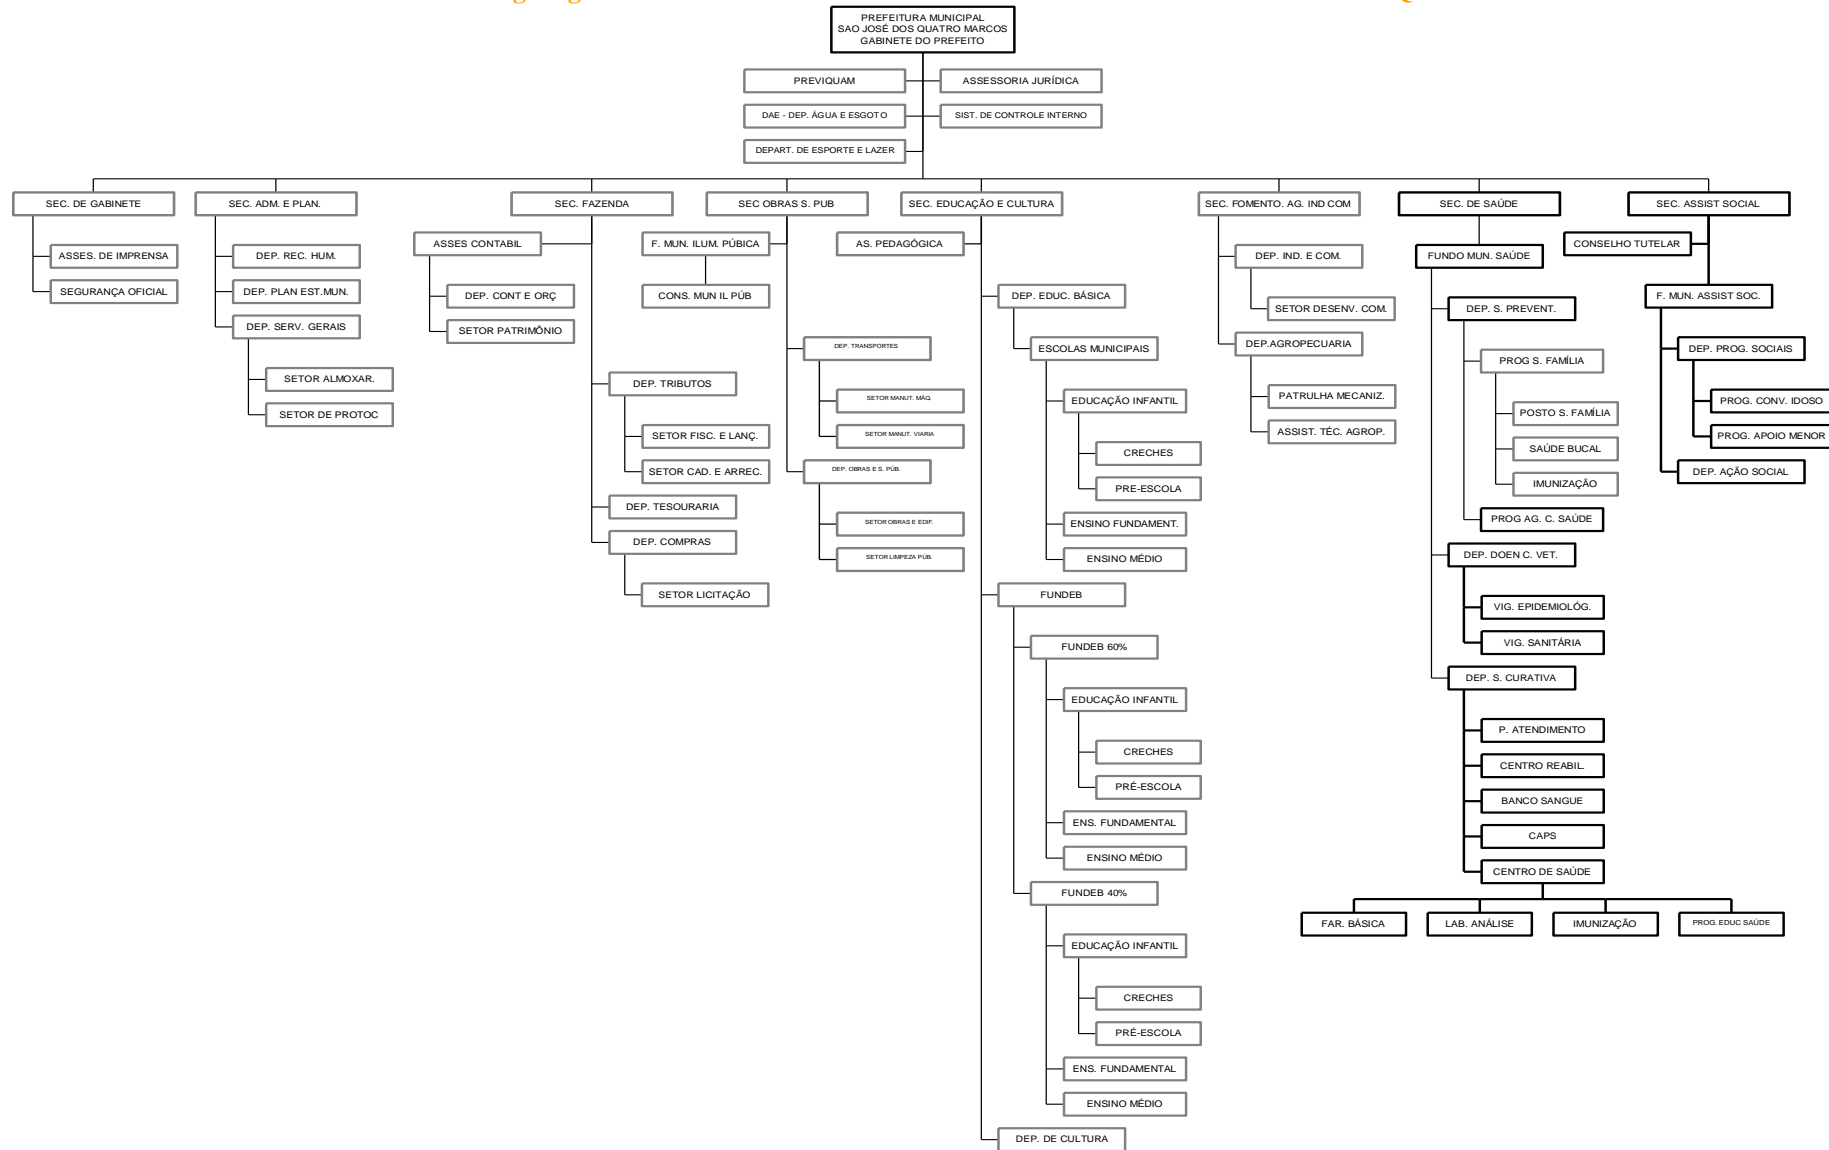 PREFEITURA MUNICIPAL
SAO JOSÉ DOS QUATRO MARCOS
GABINETE DO PREFEITO
PREVIQUAM
ASSESSORIA JURÍDICA
DAE - DEP. ÁGUA E ESGOTO
SIST. DE CONTROLE INTERNO
DEPART. DE ESPORTE E LAZER
SEC. DE GABINETE
ASSES. DE IMPRENSA
SEGURANÇA OFICIAL
SEC. ADM. E PLAN.
DEP. REC. HUM.
DEP. PLAN EST.MUN.
DEP. SERV. GERAIS
SETOR ALMOXAR.
SETOR DE PROTOC
SEC. FAZENDA
ASSES CONTABIL
DEP. CONT E ORÇ
SETOR PATRIMÔNIO
DEP. TRIBUTOS
SETOR FISC. E LANÇ.
SETOR CAD. E ARREC.
DEP. TESOURARIA
DEP. COMPRAS
SETOR LICITAÇÃO
SEC OBRAS S. PUB
F. MUN. ILUM. PÚBICA
CONS. MUN IL PÚB
DEP. TRANSPORTES
SETOR MANUT. MÁQ.
SETOR MANUT. VIARIA
DEP. OBRAS E S. PÚB.
SETOR OBRAS E EDIF.
SETOR LIMPEZA PÚB.
SEC. EDUCAÇÃO E CULTURA
AS. PEDAGÓGICA
DEP. EDUC. BÁSICA
ESCOLAS MUNICIPAIS
EDUCAÇÃO INFANTIL
CRECHES
PRE-ESCOLA
ENSINO FUNDAMENT.
ENSINO MÉDIO
FUNDEB
FUNDEB 60%
EDUCAÇÃO INFANTIL
CRECHES
PRÉ-ESCOLA
ENS. FUNDAMENTAL
ENSINO MÉDIO
FUNDEB 40%
EDUCAÇÃO INFANTIL
CRECHES
PRÉ-ESCOLA
ENS. FUNDAMENTAL
ENSINO MÉDIO
DEP. DE CULTURA
SEC. FOMENTO. AG. IND COM
DEP. IND. E COM.
SETOR DESENV. COM.
DEP.AGROPECUARIA
PATRULHA MECANIZ.
ASSIST. TÉC. AGROP.
SEC. DE SAÚDE
FUNDO MUN. SAÚDE
DEP. S. PREVENT.
PROG S. FAMÍLIA
POSTO S. FAMÍLIA
SAÚDE BUCAL
IMUNIZAÇÃO
PROG AG. C. SAÚDE
DEP. DOEN C. VET.
VIG. EPIDEMIOLÓG.
VIG. SANITÁRIA
DEP. S. CURATIVA
P. ATENDIMENTO
CENTRO REABIL.
BANCO SANGUE
CAPS
CENTRO DE SAÚDE
FAR. BÁSICA
LAB. ANÁLISE
IMUNIZAÇÃO
PROG. EDUC SAÚDE
SEC. ASSIST SOCIAL
CONSELHO TUTELAR
F. MUN. ASSIST SOC.
DEP. PROG. SOCIAIS
PROG. CONV. IDOSO
PROG. APOIO MENOR
DEP. AÇÃO SOCIAL